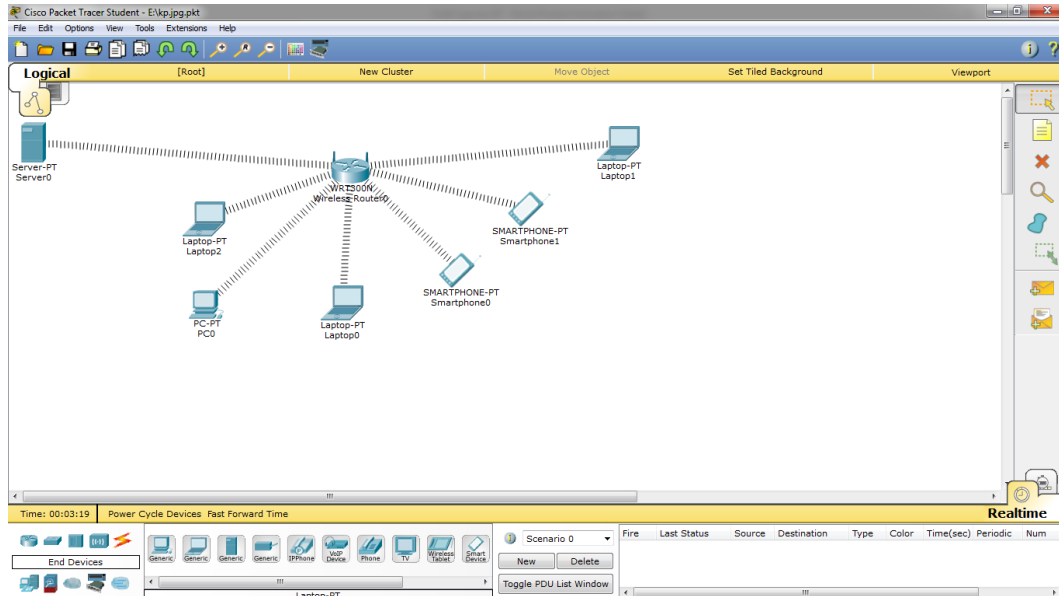 Cisco Packet Tracer Student - E:\kp.jpg.pkt
File Edit Options View Tools Extensions Help
Logical [Root] New Cluster Move Object Set Tiled Background Viewport
Server-PT
Server0
WRT300N
Wireless Router0
Laptop-PT
Laptop1
Laptop-PT
Laptop2
SMARTPHONE-PT
Smartphone1
SMARTPHONE-PT
Smartphone0
PC-PT
PC0
Laptop-PT
Laptop0
Time: 00:03:19 Power Cycle Devices Fast Forward Time Realtime
End Devices
Generic Generic Generic Generic IPPhone VoIP Device Phone TV Wireless Tablet Smart Device
Laptop-PT
Scenario 0
New Delete
Toggle PDU List Window
Fire Last Status Source Destination Type Color Time(sec) Periodic Num